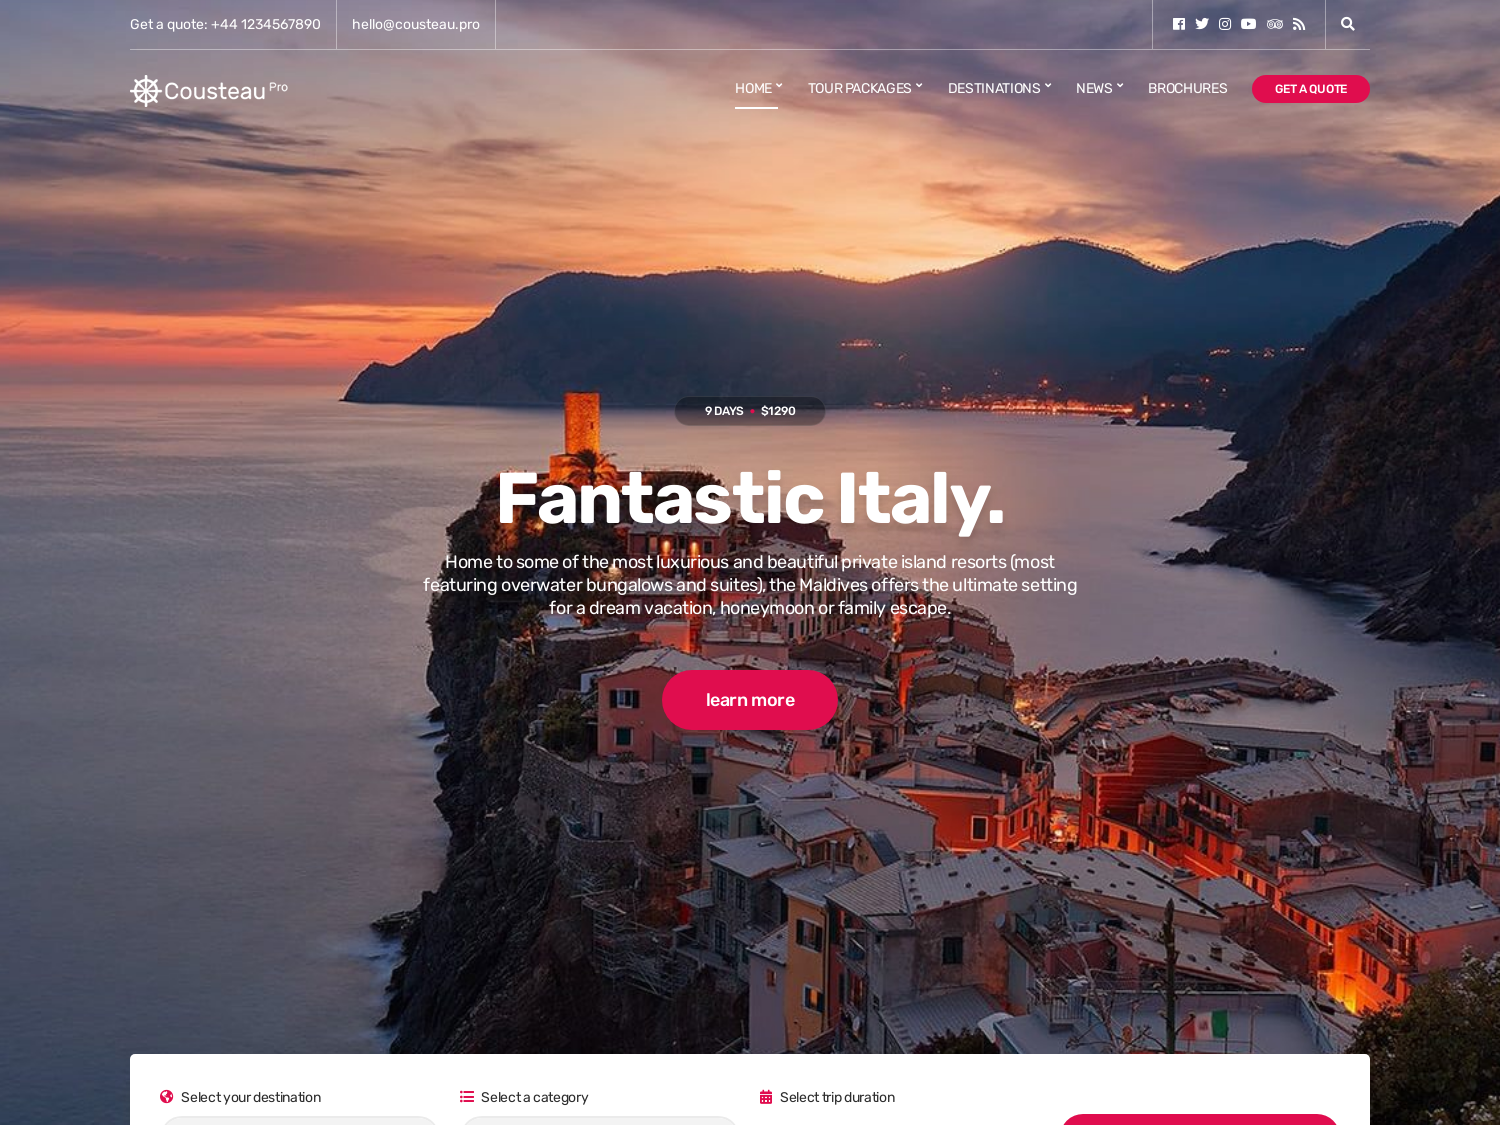 Get a quote: +44 1234567890
hello@cousteau.pro
Cousteau Pro
HOME
TOUR PACKAGES
DESTINATIONS
NEWS
BROCHURES
GET A QUOTE
9 DAYS • $1290
Fantastic Italy.
Home to some of the most luxurious and beautiful private island resorts (most
featuring overwater bungalows and suites), the Maldives offers the ultimate setting
for a dream vacation, honeymoon or family escape.
learn more
Select your destination
Select a category
Select trip duration